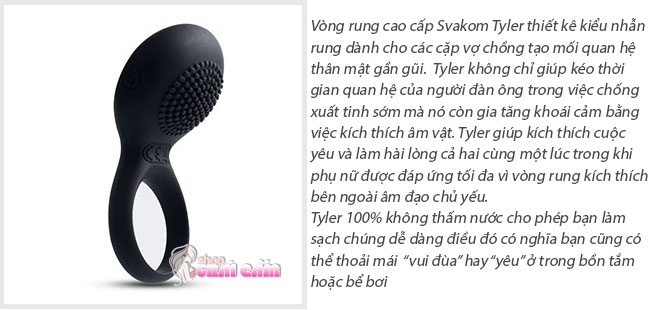 Vòng rung cao cấp Svakom Tyler thiết kê kiểu nhẫn
rung dành cho các cặp vợ chồng tạo mối quan hệ
thân mật gần gũi. Tyler không chỉ giúp kéo thời
gian quan hệ của người đàn ông trong việc chống
xuất tinh sớm mà nó còn gia tăng khoái cảm bằng
việc kích thích âm vật. Tyler giúp kích thích cuộc
yêu và làm hài lòng cả hai cùng một lúc trong khi
phụ nữ được đáp ứng tối đa vì vòng rung kích thích
bên ngoài âm đạo chủ yếu.
Tyler 100% không thấm nước cho phép bạn làm
sạch chúng dễ dàng điều đó có nghĩa bạn cũng có
thể thoải mái “vui đùa” hay “yêu” ở trong bồn tắm
hoặc bể bơi
CE
shop